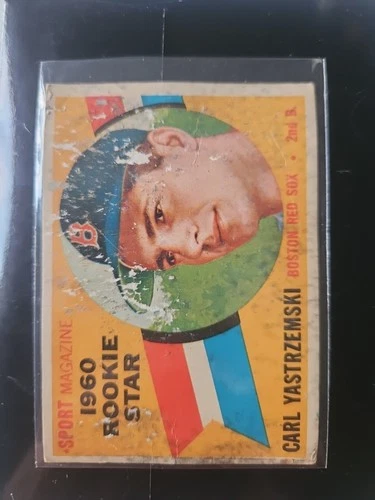 SPORT MAGAZINE
1960
ROOKIE
STAR
CARL YASTRZEMSKI
BOSTON RED SOX • 2nd B.
B